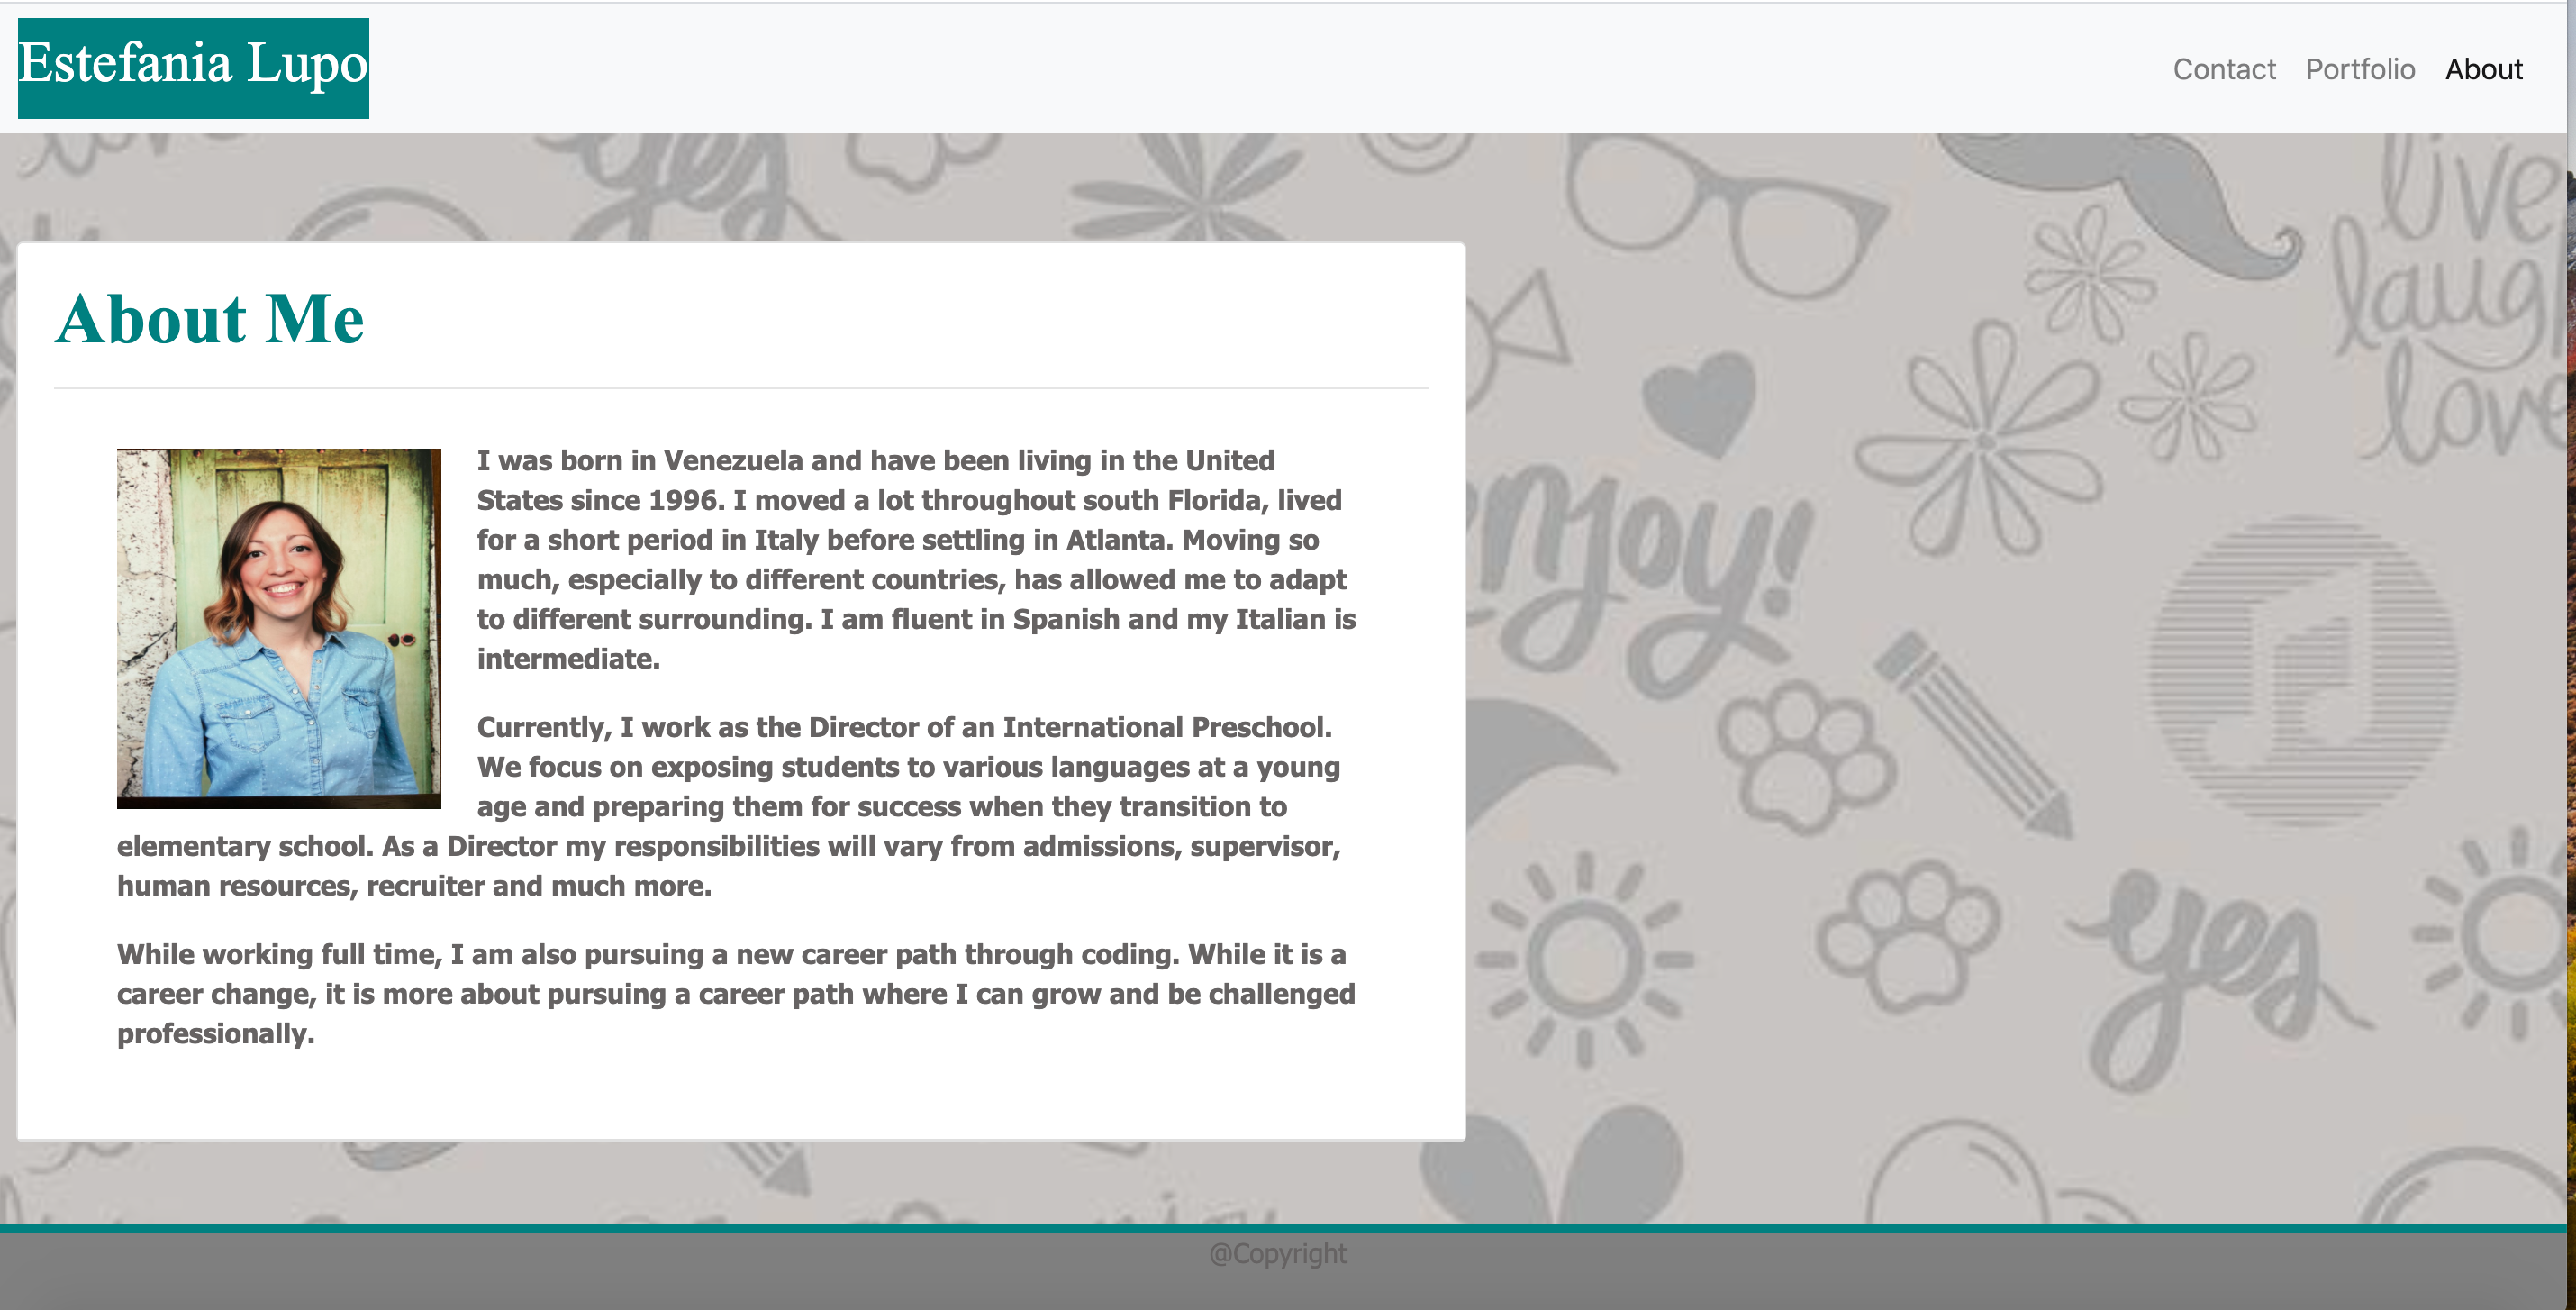 Estefania Lupo
Contact Portfolio About
yes
live
laugh
love
About Me
I was born in Venezuela and have been living in the United
States since 1996. I moved a lot throughout south Florida, lived
for a short period in Italy before settling in Atlanta. Moving so
much, especially to different countries, has allowed me to adapt
to different surrounding. I am fluent in Spanish and my Italian is
intermediate.
Currently, I work as the Director of an International Preschool.
We focus on exposing students to various languages at a young
age and preparing them for success when they transition to
elementary school. As a Director my responsibilities will vary from admissions, supervisor,
human resources, recruiter and much more.
While working full time, I am also pursuing a new career path through coding. While it is a
career change, it is more about pursuing a career path where I can grow and be challenged
professionally.
njoy!
yes
@Copyright